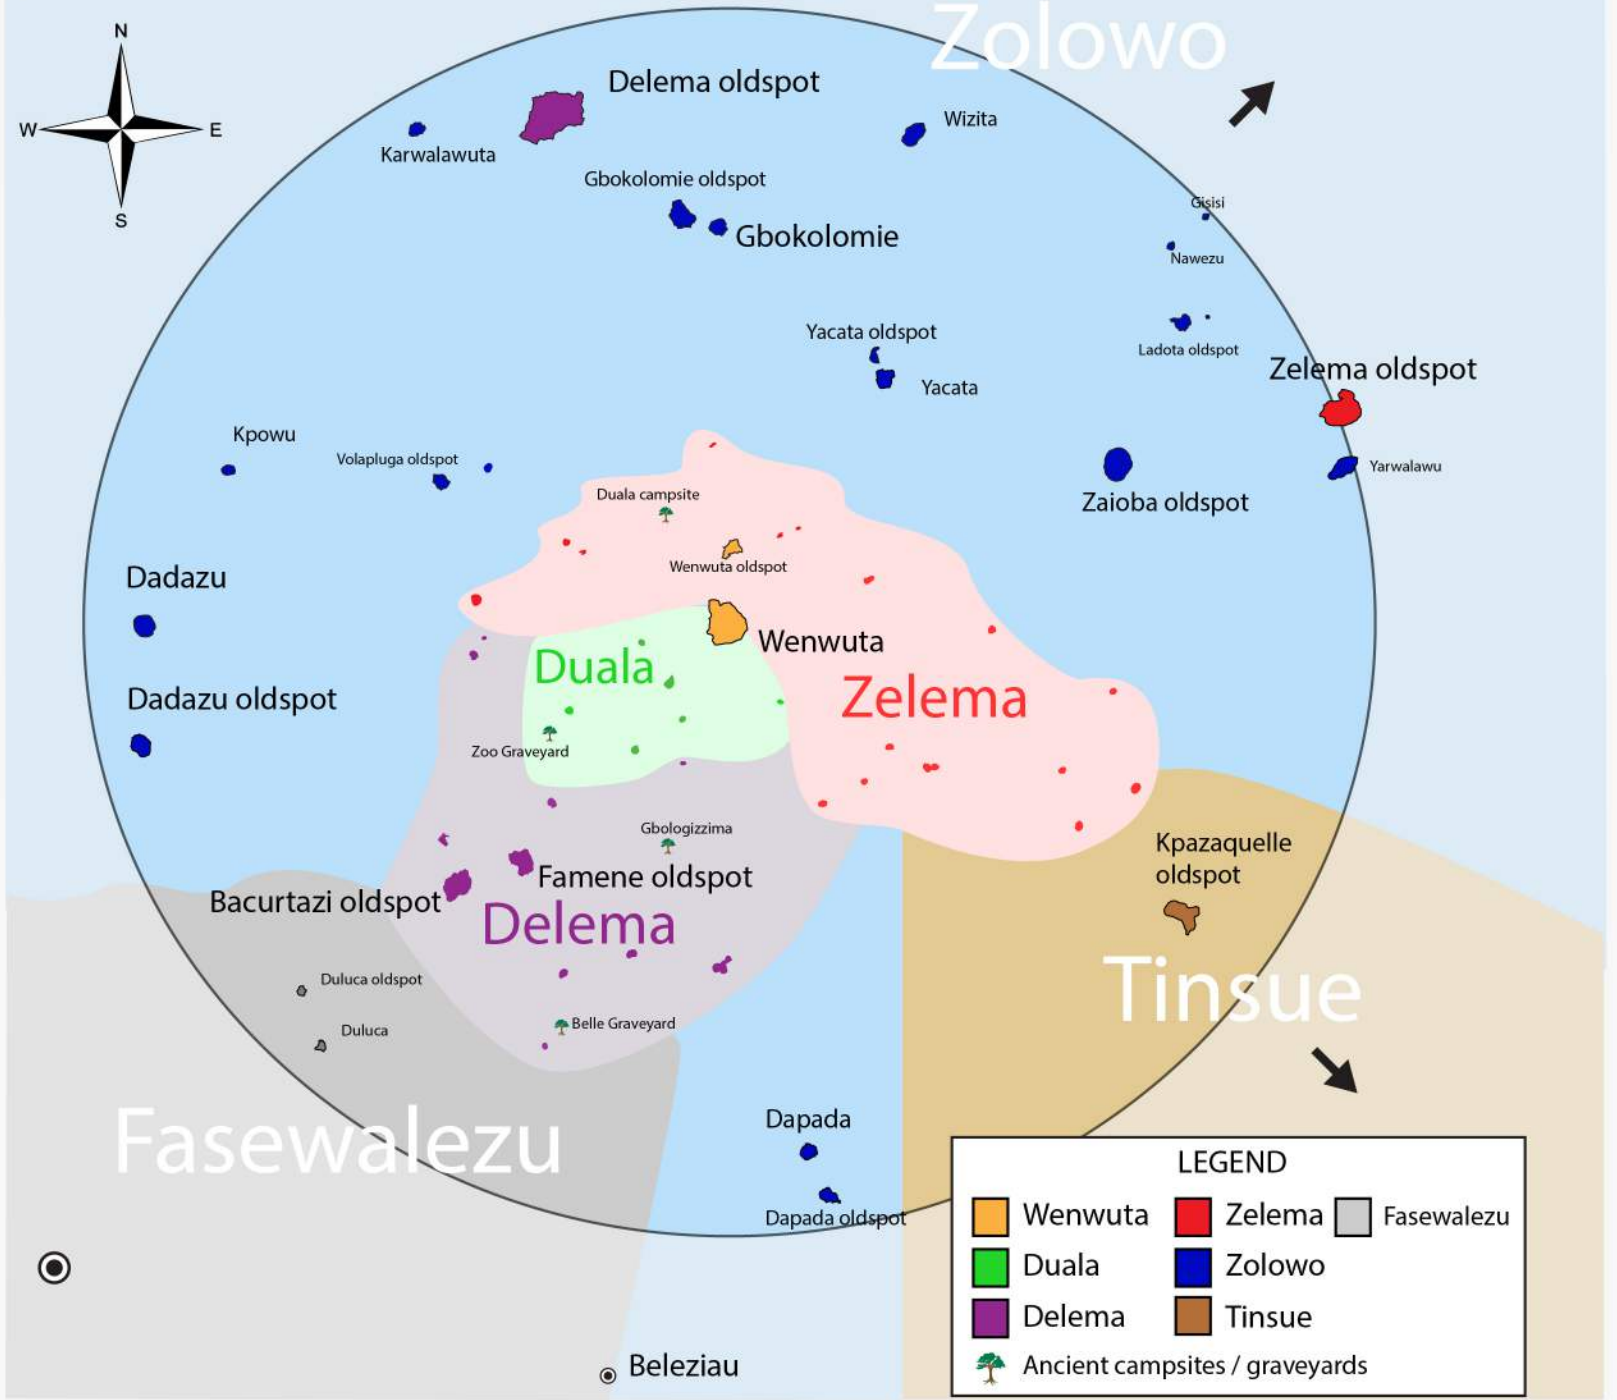 Zolowo
N
W
E
S
Delema oldspot
Wizita
Karwalawuta
Gbokolomie oldspot
Gbokolomie
Gisisi
Nawezu
Yacata oldspot
Ladota oldspot
Zelema oldspot
Yacata
Kpowu
Volapluga oldspot
Yarwalawu
Duala campsite
Zaioba oldspot
Wenwuta oldspot
Dadazu
Wenwuta
Duala
Zelema
Dadazu oldspot
Zoo Graveyard
Gbologizzima
Kpazaquelle
oldspot
Famene oldspot
Bacurtazi oldspot
Delema
Duluca oldspot
Tinsue
Duluca
Belle Graveyard
Dapada
Fasewalezu
Dapada oldspot
Beleziau
LEGEND
Wenwuta
Zelema
Fasewalezu
Duala
Zolowo
Delema
Tinsue
Ancient campsites / graveyards